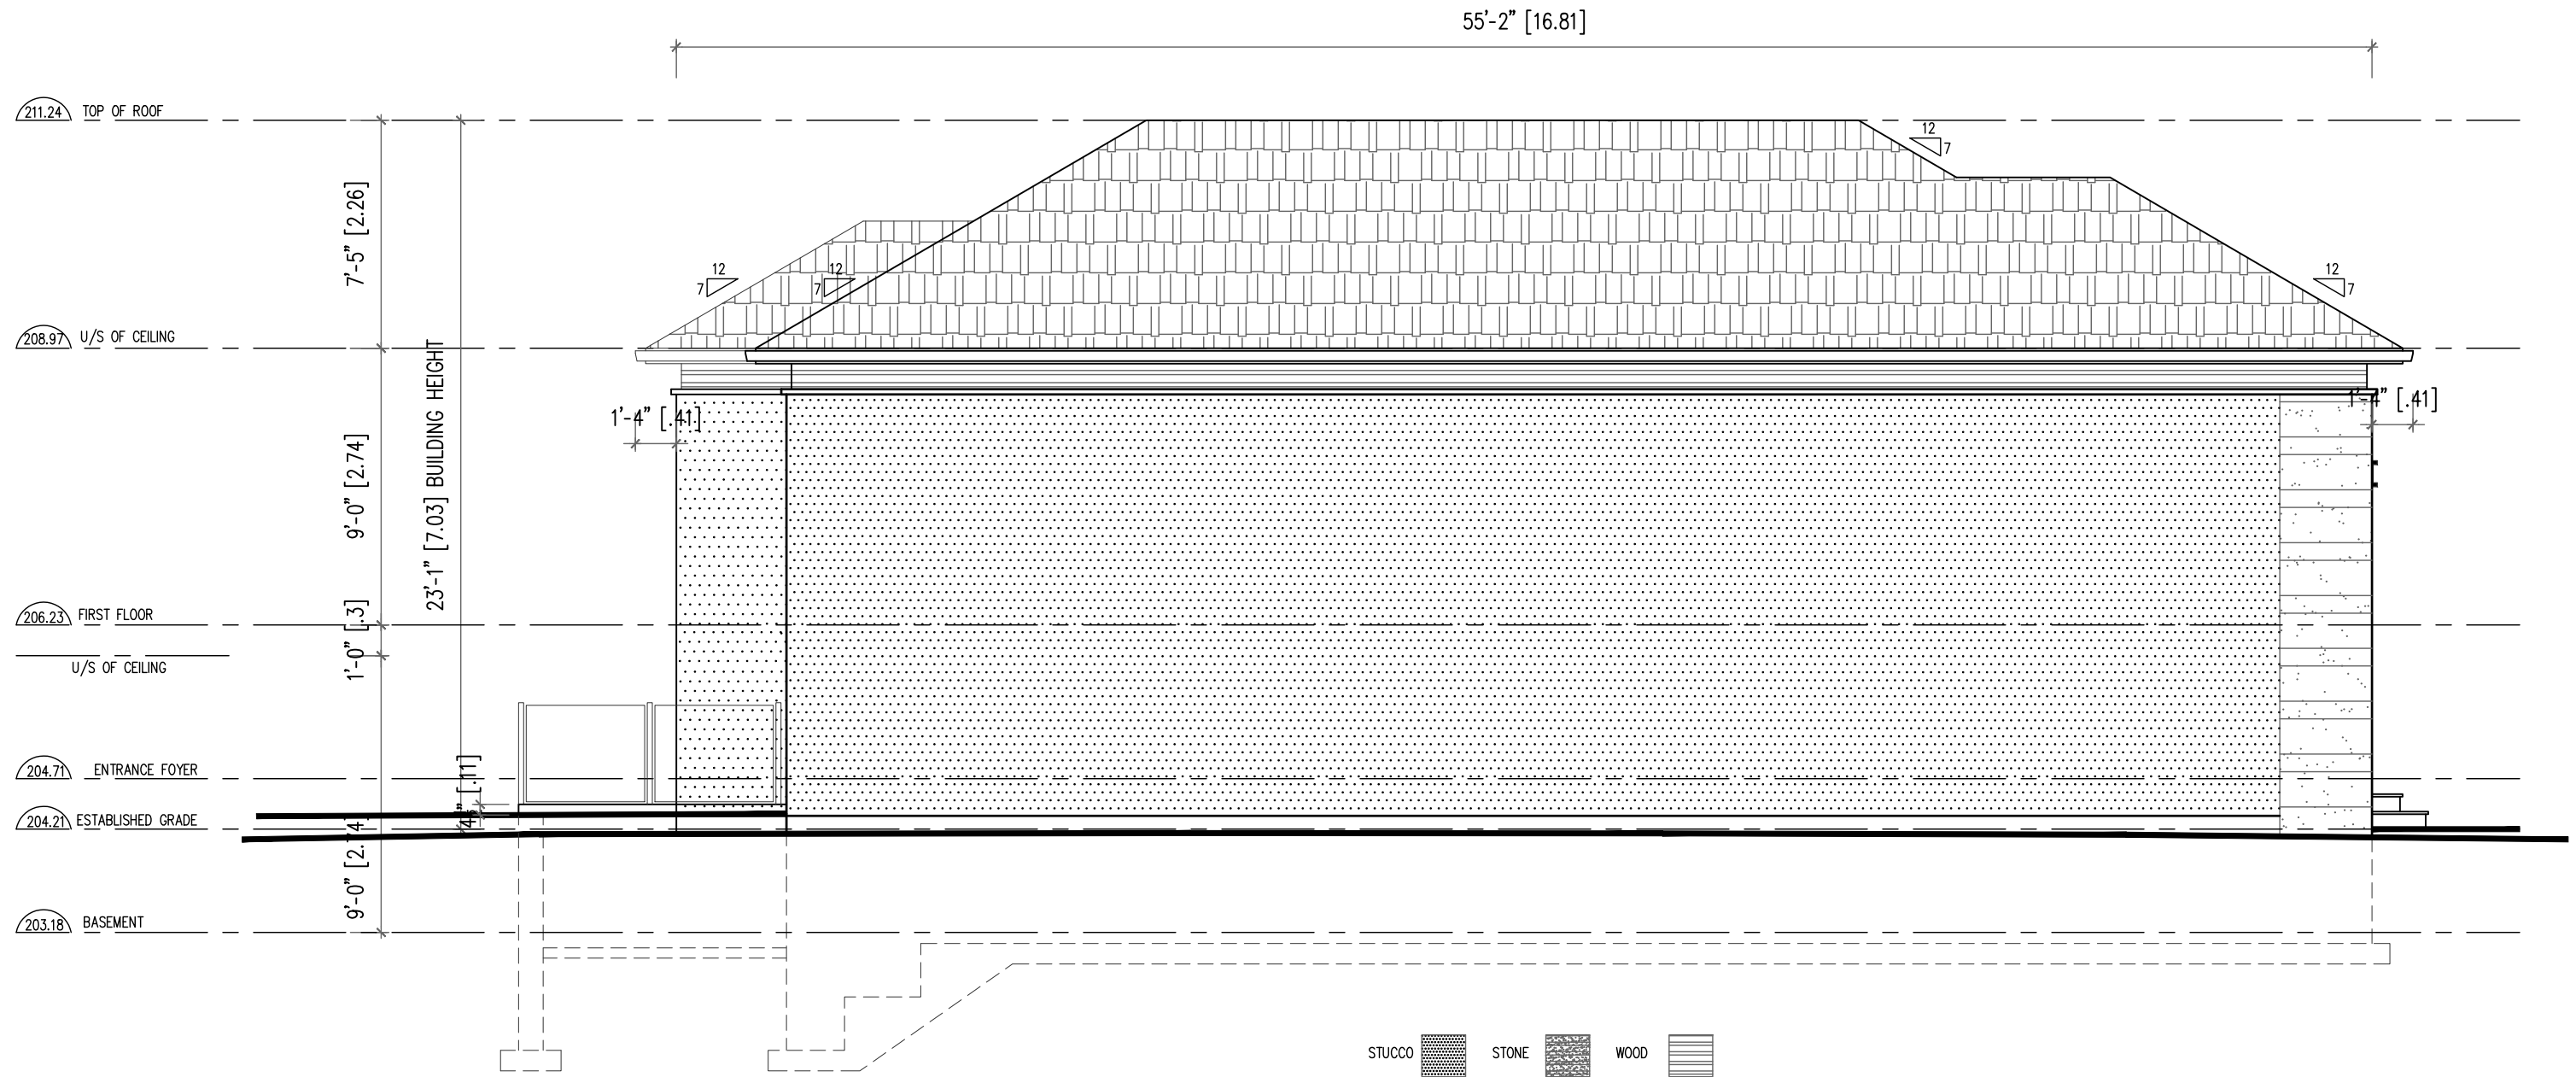 55'-2" [16.81]
211.24 TOP OF ROOF
12
7
7'-5" [2.26]
12
7
12
7
12
7
208.97 U/S OF CEILING
1'-4" [.41]
1'-4" [.41]
9'-0" [2.74]
23'-1" [7.03] BUILDING HEIGHT
206.23 FIRST FLOOR
1'-0" [.3]
U/S OF CEILING
204.71 ENTRANCE FOYER
[.11]
204.21 ESTABLISHED GRADE
9'-0" [2.74]
203.18 BASEMENT
STUCCO STONE WOOD